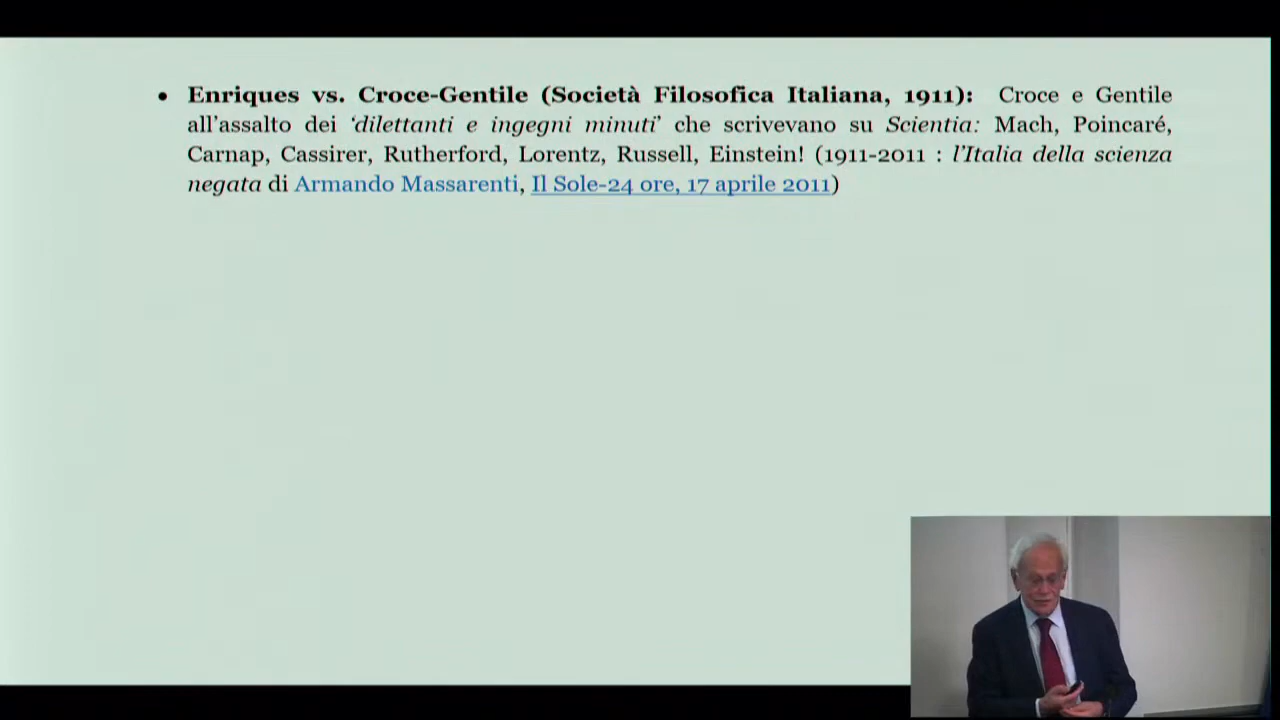 • Enriques vs. Croce-Gentile (Società Filosofica Italiana, 1911): Croce e Gentile
all’assalto dei ‘dilettanti e ingegni minuti’ che scrivevano su Scientia: Mach, Poincaré,
Carnap, Cassirer, Rutherford, Lorentz, Russell, Einstein! (1911-2011 : l’Italia della scienza
negata di Armando Massarenti, Il Sole-24 ore, 17 aprile 2011)